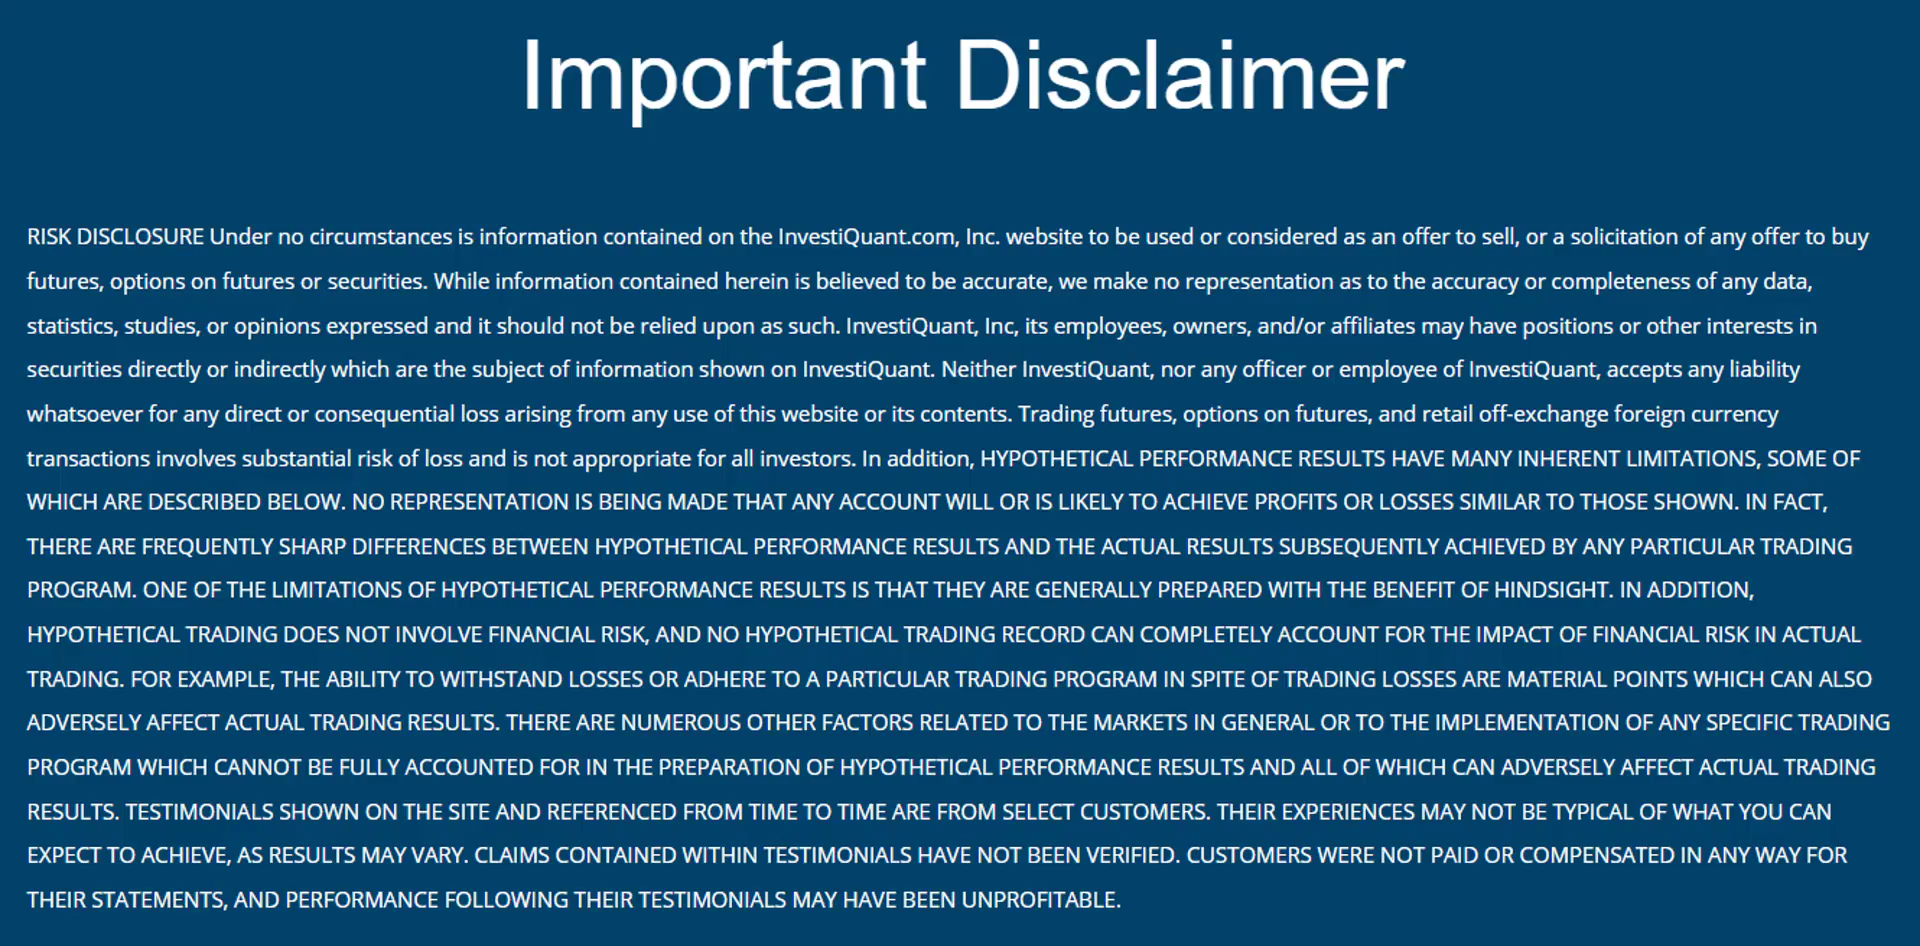 Important Disclaimer
RISK DISCLOSURE Under no circumstances is information contained on the InvestiQuant.com, Inc. website to be used or considered as an offer to sell, or a solicitation of any offer to buy
futures, options on futures or securities. While information contained herein is believed to be accurate, we make no representation as to the accuracy or completeness of any data,
statistics, studies, or opinions expressed and it should not be relied upon as such. InvestiQuant, Inc, its employees, owners, and/or affiliates may have positions or other interests in
securities directly or indirectly which are the subject of information shown on InvestiQuant. Neither InvestiQuant, nor any officer or employee of InvestiQuant, accepts any liability
whatsoever for any direct or consequential loss arising from any use of this website or its contents. Trading futures, options on futures, and retail off-exchange foreign currency
transactions involves substantial risk of loss and is not appropriate for all investors. In addition, HYPOTHETICAL PERFORMANCE RESULTS HAVE MANY INHERENT LIMITATIONS, SOME OF
WHICH ARE DESCRIBED BELOW. NO REPRESENTATION IS BEING MADE THAT ANY ACCOUNT WILL OR IS LIKELY TO ACHIEVE PROFITS OR LOSSES SIMILAR TO THOSE SHOWN. IN FACT,
THERE ARE FREQUENTLY SHARP DIFFERENCES BETWEEN HYPOTHETICAL PERFORMANCE RESULTS AND THE ACTUAL RESULTS SUBSEQUENTLY ACHIEVED BY ANY PARTICULAR TRADING
PROGRAM. ONE OF THE LIMITATIONS OF HYPOTHETICAL PERFORMANCE RESULTS IS THAT THEY ARE GENERALLY PREPARED WITH THE BENEFIT OF HINDSIGHT. IN ADDITION,
HYPOTHETICAL TRADING DOES NOT INVOLVE FINANCIAL RISK, AND NO HYPOTHETICAL TRADING RECORD CAN COMPLETELY ACCOUNT FOR THE IMPACT OF FINANCIAL RISK IN ACTUAL
TRADING. FOR EXAMPLE, THE ABILITY TO WITHSTAND LOSSES OR ADHERE TO A PARTICULAR TRADING PROGRAM IN SPITE OF TRADING LOSSES ARE MATERIAL POINTS WHICH CAN ALSO
ADVERSELY AFFECT ACTUAL TRADING RESULTS. THERE ARE NUMEROUS OTHER FACTORS RELATED TO THE MARKETS IN GENERAL OR TO THE IMPLEMENTATION OF ANY SPECIFIC TRADING
PROGRAM WHICH CANNOT BE FULLY ACCOUNTED FOR IN THE PREPARATION OF HYPOTHETICAL PERFORMANCE RESULTS AND ALL OF WHICH CAN ADVERSELY AFFECT ACTUAL TRADING
RESULTS. TESTIMONIALS SHOWN ON THE SITE AND REFERENCED FROM TIME TO TIME ARE FROM SELECT CUSTOMERS. THEIR EXPERIENCES MAY NOT BE TYPICAL OF WHAT YOU CAN
EXPECT TO ACHIEVE, AS RESULTS MAY VARY. CLAIMS CONTAINED WITHIN TESTIMONIALS HAVE NOT BEEN VERIFIED. CUSTOMERS WERE NOT PAID OR COMPENSATED IN ANY WAY FOR
THEIR STATEMENTS, AND PERFORMANCE FOLLOWING THEIR TESTIMONIALS MAY HAVE BEEN UNPROFITABLE.